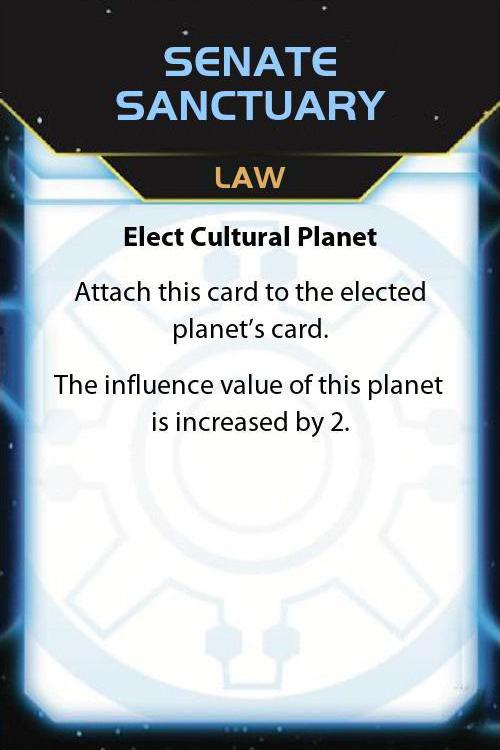 SENATE
SANCTUARY
LAW
Elect Cultural Planet
Attach this card to the elected
planet’s card.
The influence value of this planet
is increased by 2.